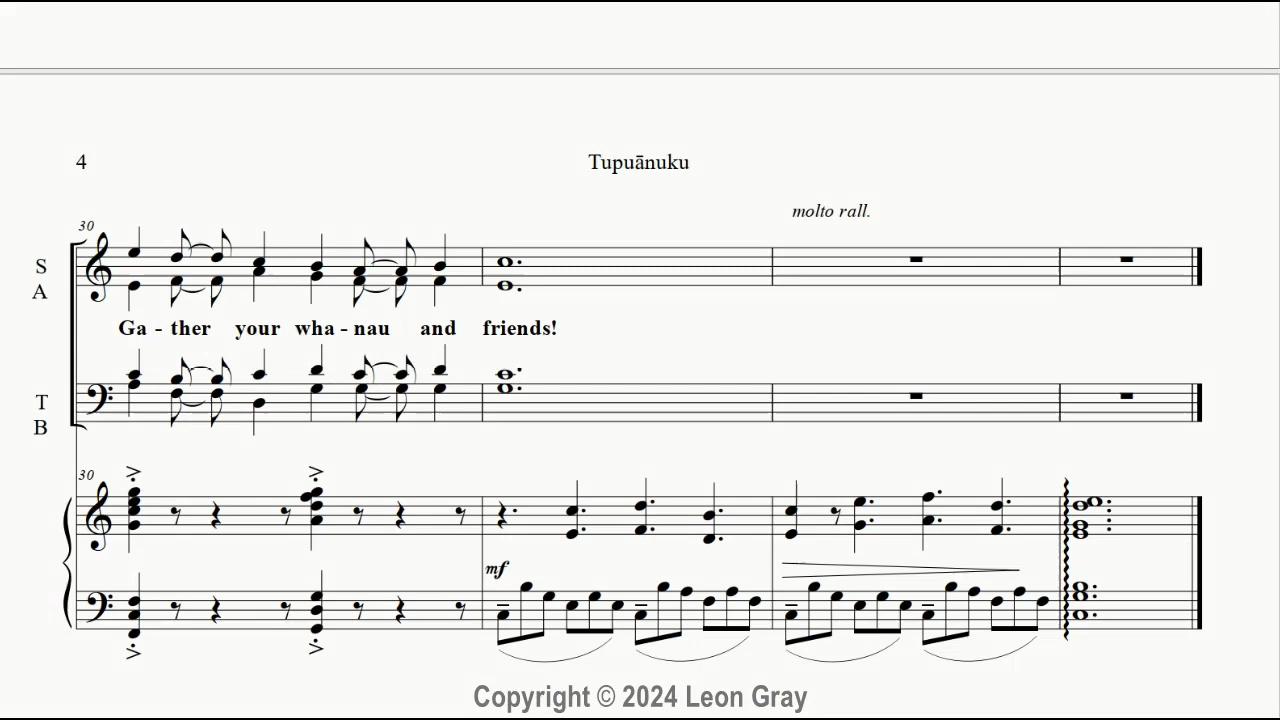 4
Tupuānuku
molto rall.
30
S
A
Ga - ther your wha - nau and friends!
T
B
30
mf
Copyright © 2024 Leon Gray